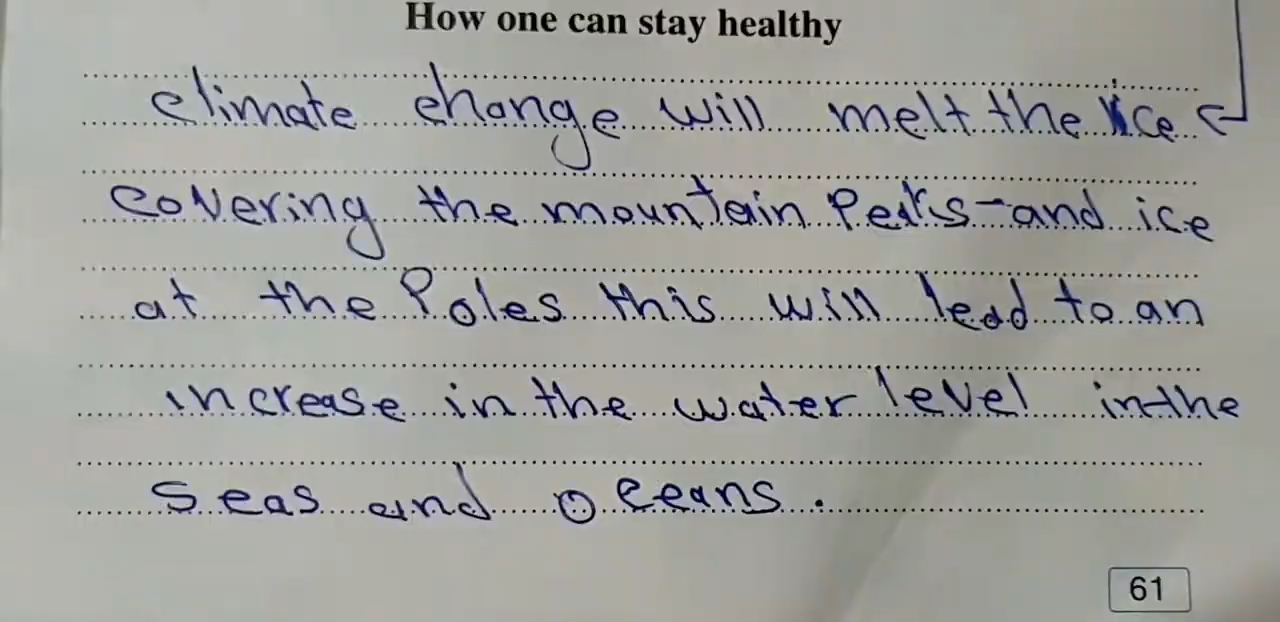 How one can stay healthy
climate change will melt the ice
covering the mountain Peaks and ice
at the Poles this will lead to an
increase in the water level in the
seas and oceans.
61